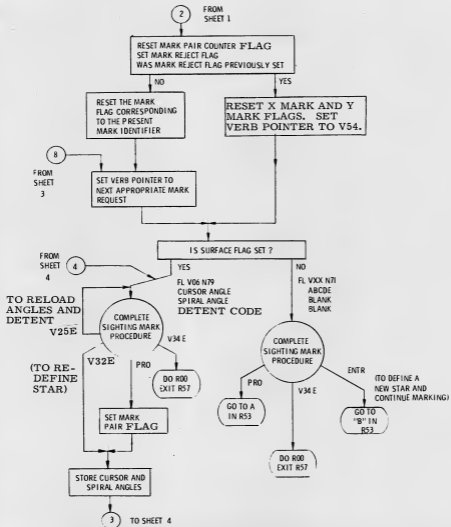 2
FROM
SHEET 1
RESET MARK PAIR COUNTER FLAG
SET MARK REJECT FLAG
WAS MARK REJECT FLAG PREVIOUSLY SET
NO
YES
RESET THE MARK
FLAG CORRESPONDING
TO THE PRESENT
MARK IDENTIFIER
RESET X MARK AND Y
MARK FLAGS. SET
VERB POINTER TO V54.
8
FROM
SHEET
3
SET VERB POINTER TO
NEXT APPROPRIATE MARK
REQUEST
IS SURFACE FLAG SET ?
FROM
SHEET
4
4
YES
NO
FL V06 N79
CURSOR ANGLE
SPIRAL ANGLE
DETENT CODE
FL VXX N71
ABCDE
BLANK
BLANK
TO RELOAD
ANGLES AND
DETENT
V25E
COMPLETE
SIGHTING MARK
PROCEDURE
V32E
(TO RE-
DEFINE
STAR)
PRO
V34 E
DO R00
EXIT R57
COMPLETE
SIGHTING MARK
PROCEDURE
PRO
V34 E
ENTR
(TO DEFINE A
NEW STAR AND
CONTINUE MARKING)
GO TO A
IN R53
GO TO
"B" IN
R53
SET MARK
PAIR FLAG
DO R00
EXIT R57
STORE CURSOR AND
SPIRAL ANGLES
3
TO SHEET 4